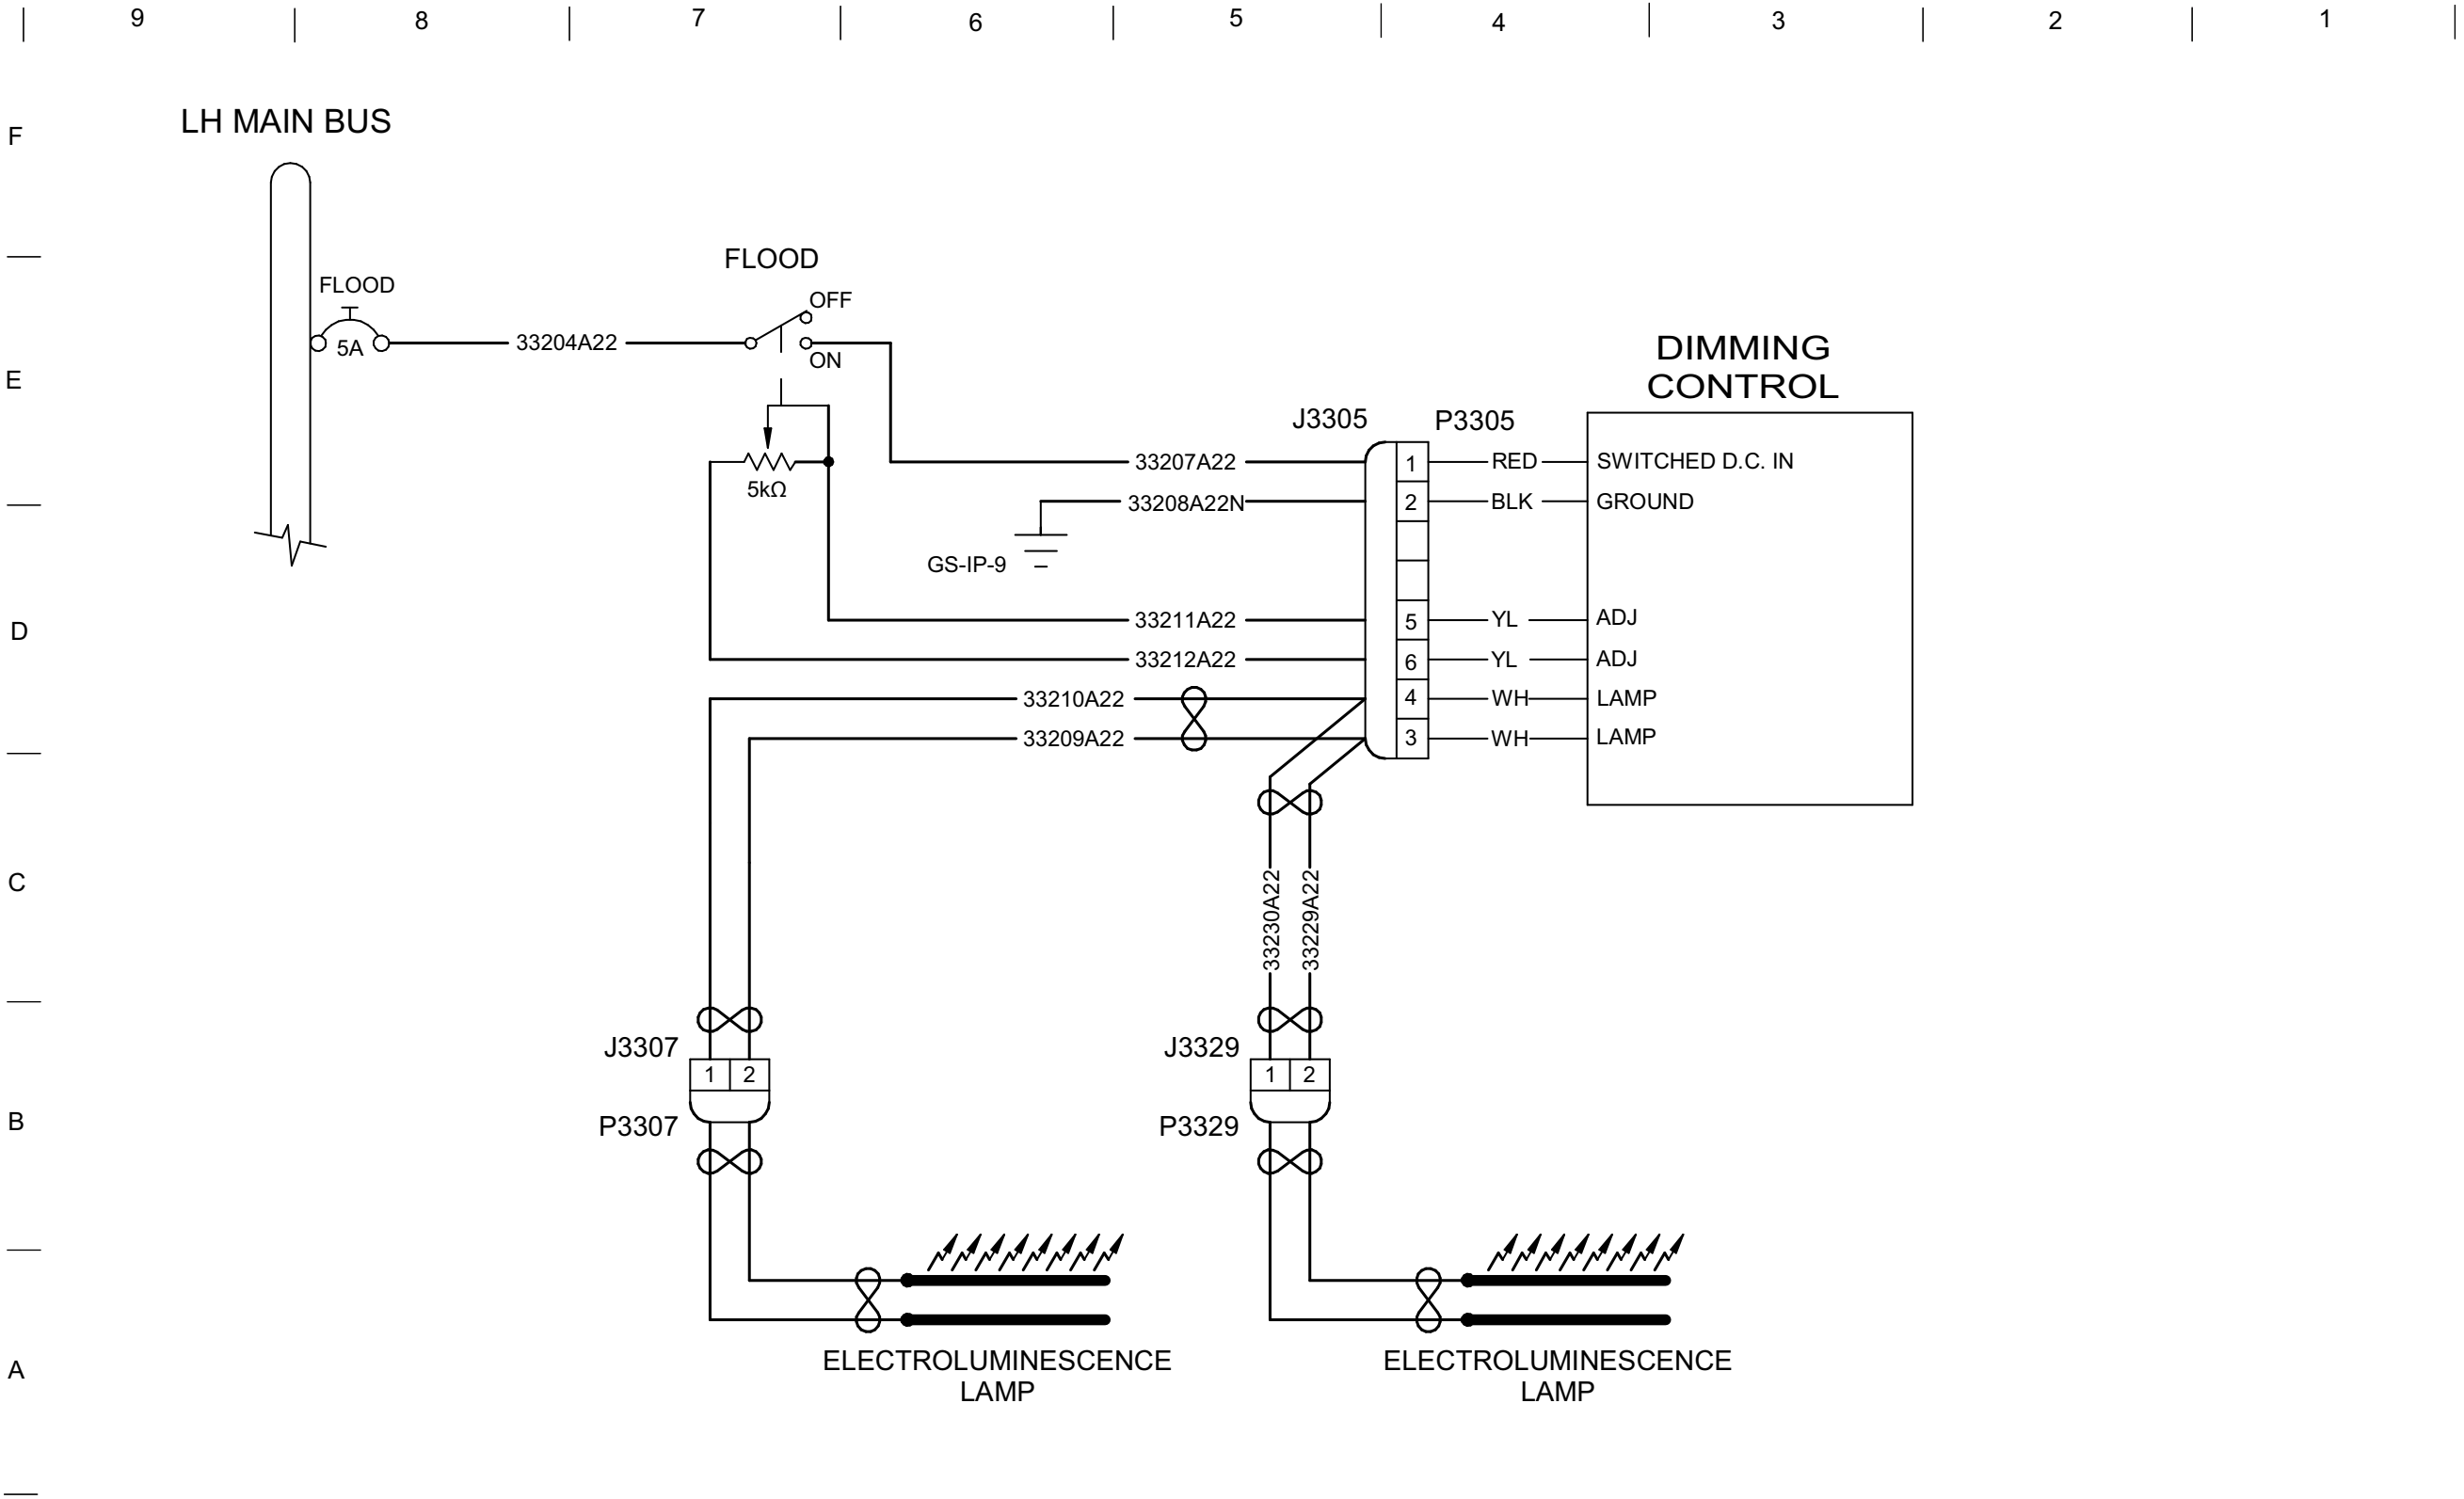 9 8 7 6 5 4 3 2 1
F
LH MAIN BUS
FLOOD
FLOOD
OFF
5A
33204A22
ON
E
DIMMING
CONTROL
J3305
P3305
5kΩ
33207A22
1
RED
SWITCHED D.C. IN
33208A22N
2
BLK
GROUND
GS-IP-9
D
33211A22
5
YL
ADJ
33212A22
6
YL
ADJ
33210A22
4
WH
LAMP
33209A22
3
WH
LAMP
C
33230A22
33229A22
J3307
1 2
P3307
J3329
1 2
P3329
B
A
ELECTROLUMINESCENCE
LAMP
ELECTROLUMINESCENCE
LAMP